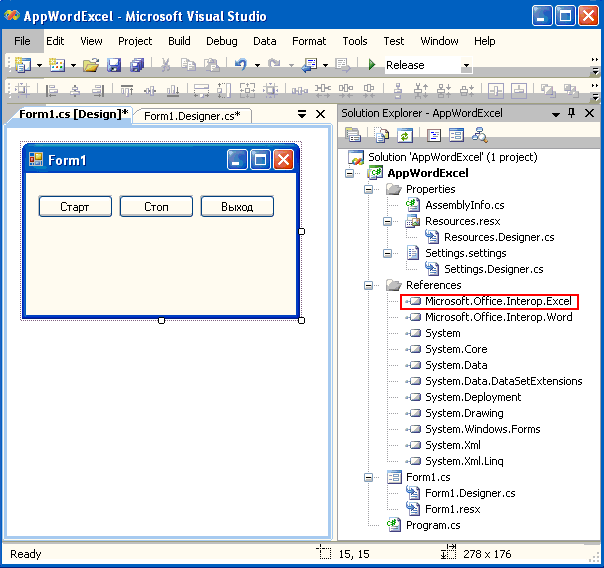 AppWordExcel - Microsoft Visual Studio
File Edit View Project Build Debug Data Format Tools Test Window Help
Release
Form1.cs [Design]* Form1.Designer.cs*
Form1
Старт Стоп Выход
Solution Explorer - AppWordExcel
Solution 'AppWordExcel' (1 project)
AppWordExcel
Properties
AssemblyInfo.cs
Resources.resx
Resources.Designer.cs
Settings.settings
Settings.Designer.cs
References
Microsoft.Office.Interop.Excel
Microsoft.Office.Interop.Word
System
System.Core
System.Data
System.Data.DataSetExtensions
System.Deployment
System.Drawing
System.Windows.Forms
System.Xml
System.Xml.Linq
Form1.cs
Form1.Designer.cs
Form1.resx
Program.cs
Ready 15, 15 278 x 176